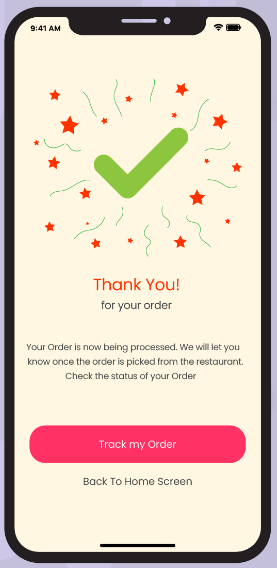 9:41 AM
Thank You!
for your order
Your Order is now being processed. We will let you
know once the order is picked from the restaurant.
Check the status of your Order
Track my Order
Back To Home Screen